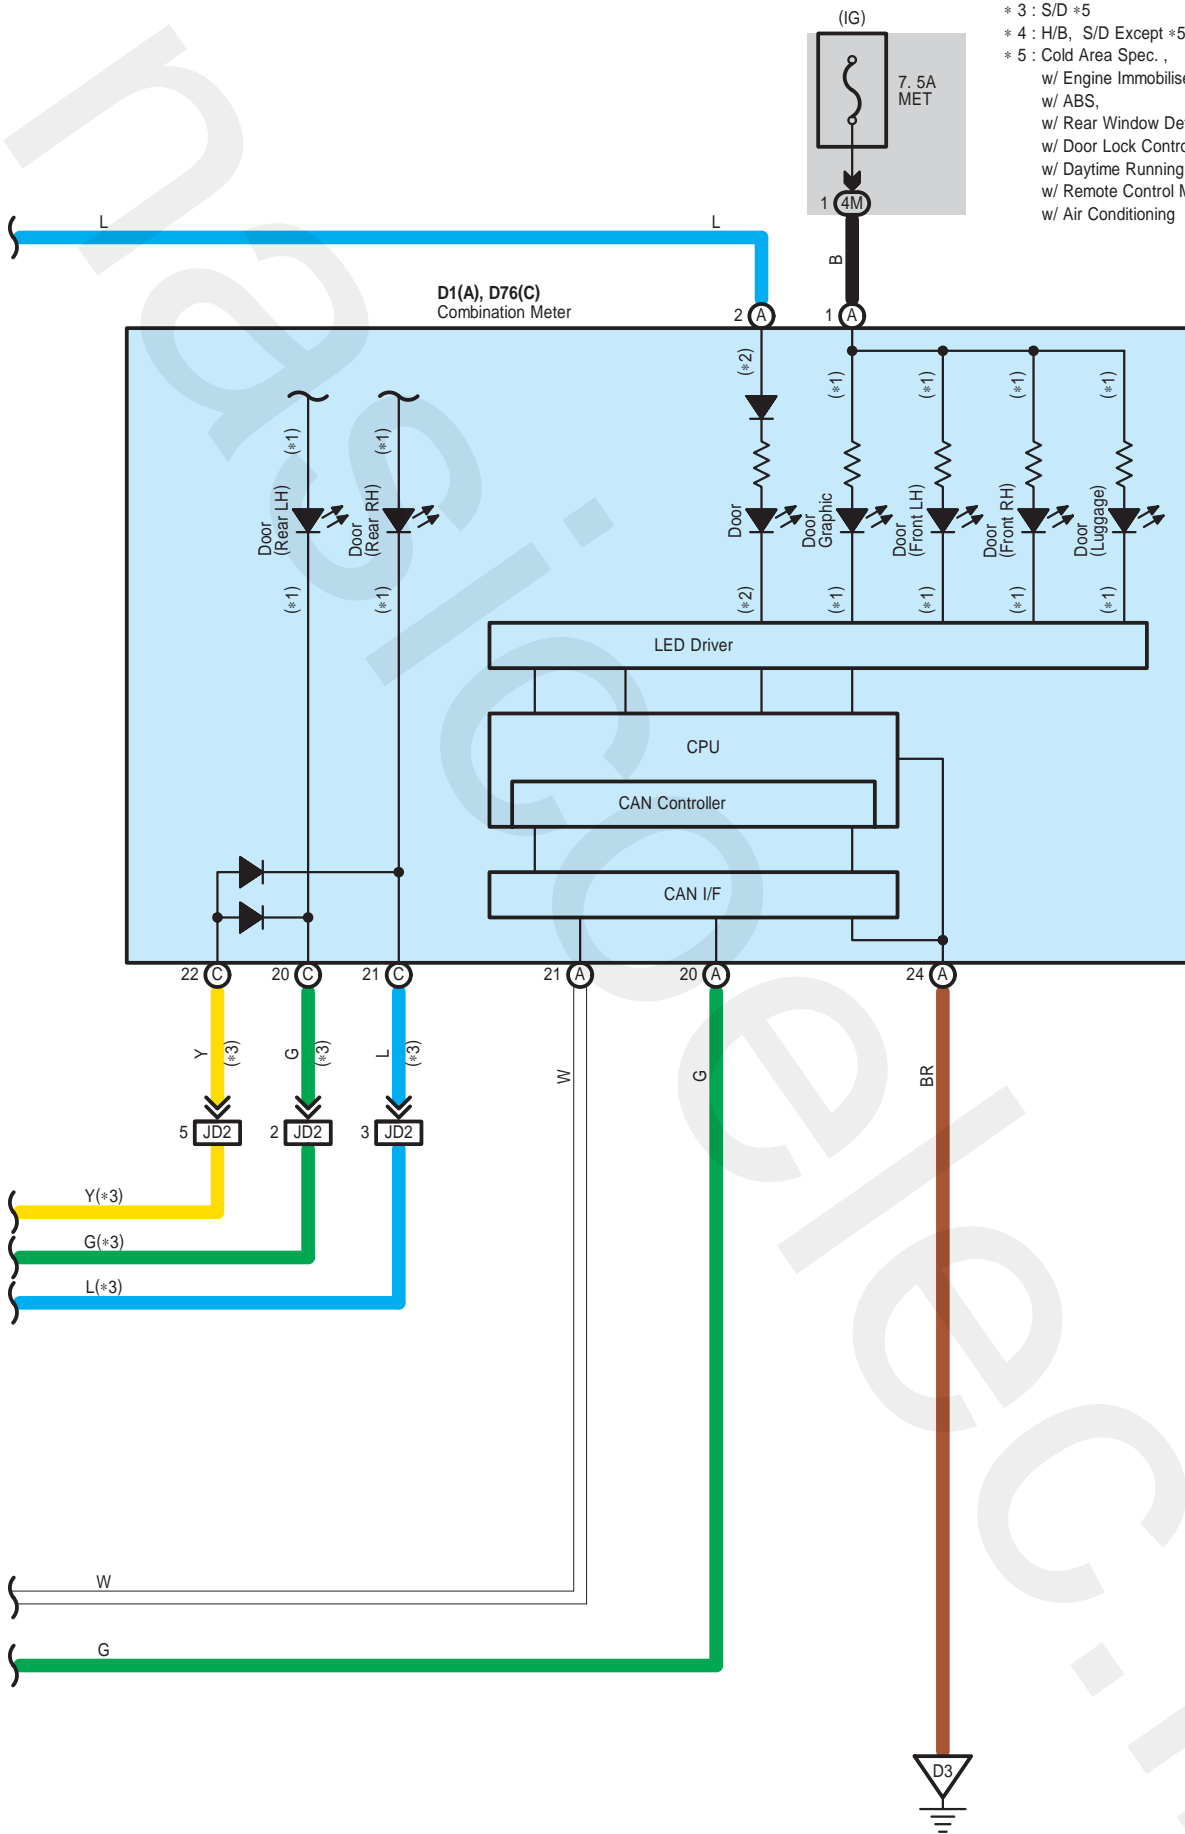 (IG)
* 3 : S/D *5
* 4 : H/B, S/D Except *5
* 5 : Cold Area Spec. ,
w/ Engine Immobilise
w/ ABS,
w/ Rear Window De
w/ Door Lock Contro
w/ Daytime Running
w/ Remote Control M
w/ Air Conditioning
7. 5A
MET
1 4M
L
L
B
D1(A), D76(C)
Combination Meter
2 A
1 A
(*2)
(*1)
(*1)
(*1)
(*1)
(*1)
(*1)
Door
(Rear LH)
Door
(Rear RH)
Door
Door
Graphic
Door
(Front LH)
Door
(Front RH)
Door
(Luggage)
(*1)
(*1)
(*2)
(*1)
(*1)
(*1)
(*1)
LED Driver
CPU
CAN Controller
CAN I/F
22 C
20 C
21 C
21 A
20 A
24 A
Y
(*3)
G
(*3)
L
(*3)
W
G
BR
5 JD2
2 JD2
3 JD2
Y(*3)
G(*3)
L(*3)
W
G
D3
nasicoelec.